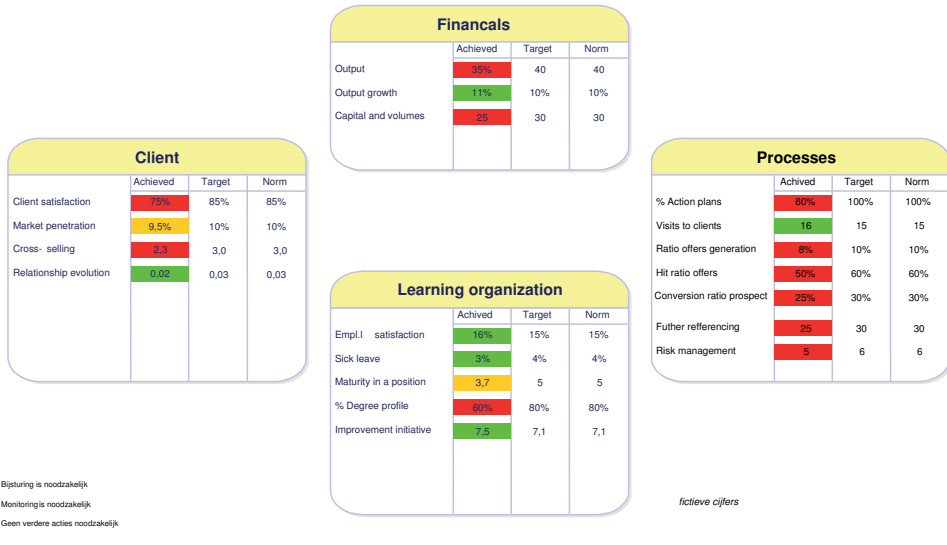 Financals
Achieved Target Norm
Output 35% 40 40
Output growth 11% 10% 10%
Capital and volumes 25 30 30
Client
Achieved Target Norm
Client satisfaction 75% 85% 85%
Market penetration 9,5% 10% 10%
Cross- selling 2,3 3,0 3,0
Relationship evolution 0,02 0,03 0,03
Processes
Achived Target Norm
% Action plans 80% 100% 100%
Visits to clients 16 15 15
Ratio offers generation 8% 10% 10%
Hit ratio offers 50% 60% 60%
Conversion ratio prospect 25% 30% 30%
Futher refferencing 25 30 30
Risk management 5 6 6
Learning organization
Achived Target Norm
Empl.l satisfaction 16% 15% 15%
Sick leave 3% 4% 4%
Maturity in a position 3,7 5 5
% Degree profile 60% 80% 80%
Improvement initiative 7,5 7,1 7,1
Bijsturing is noodzakelijk
Monitoring is noodzakelijk
Geen verdere acties noodzakelijk
fictieve cijfers